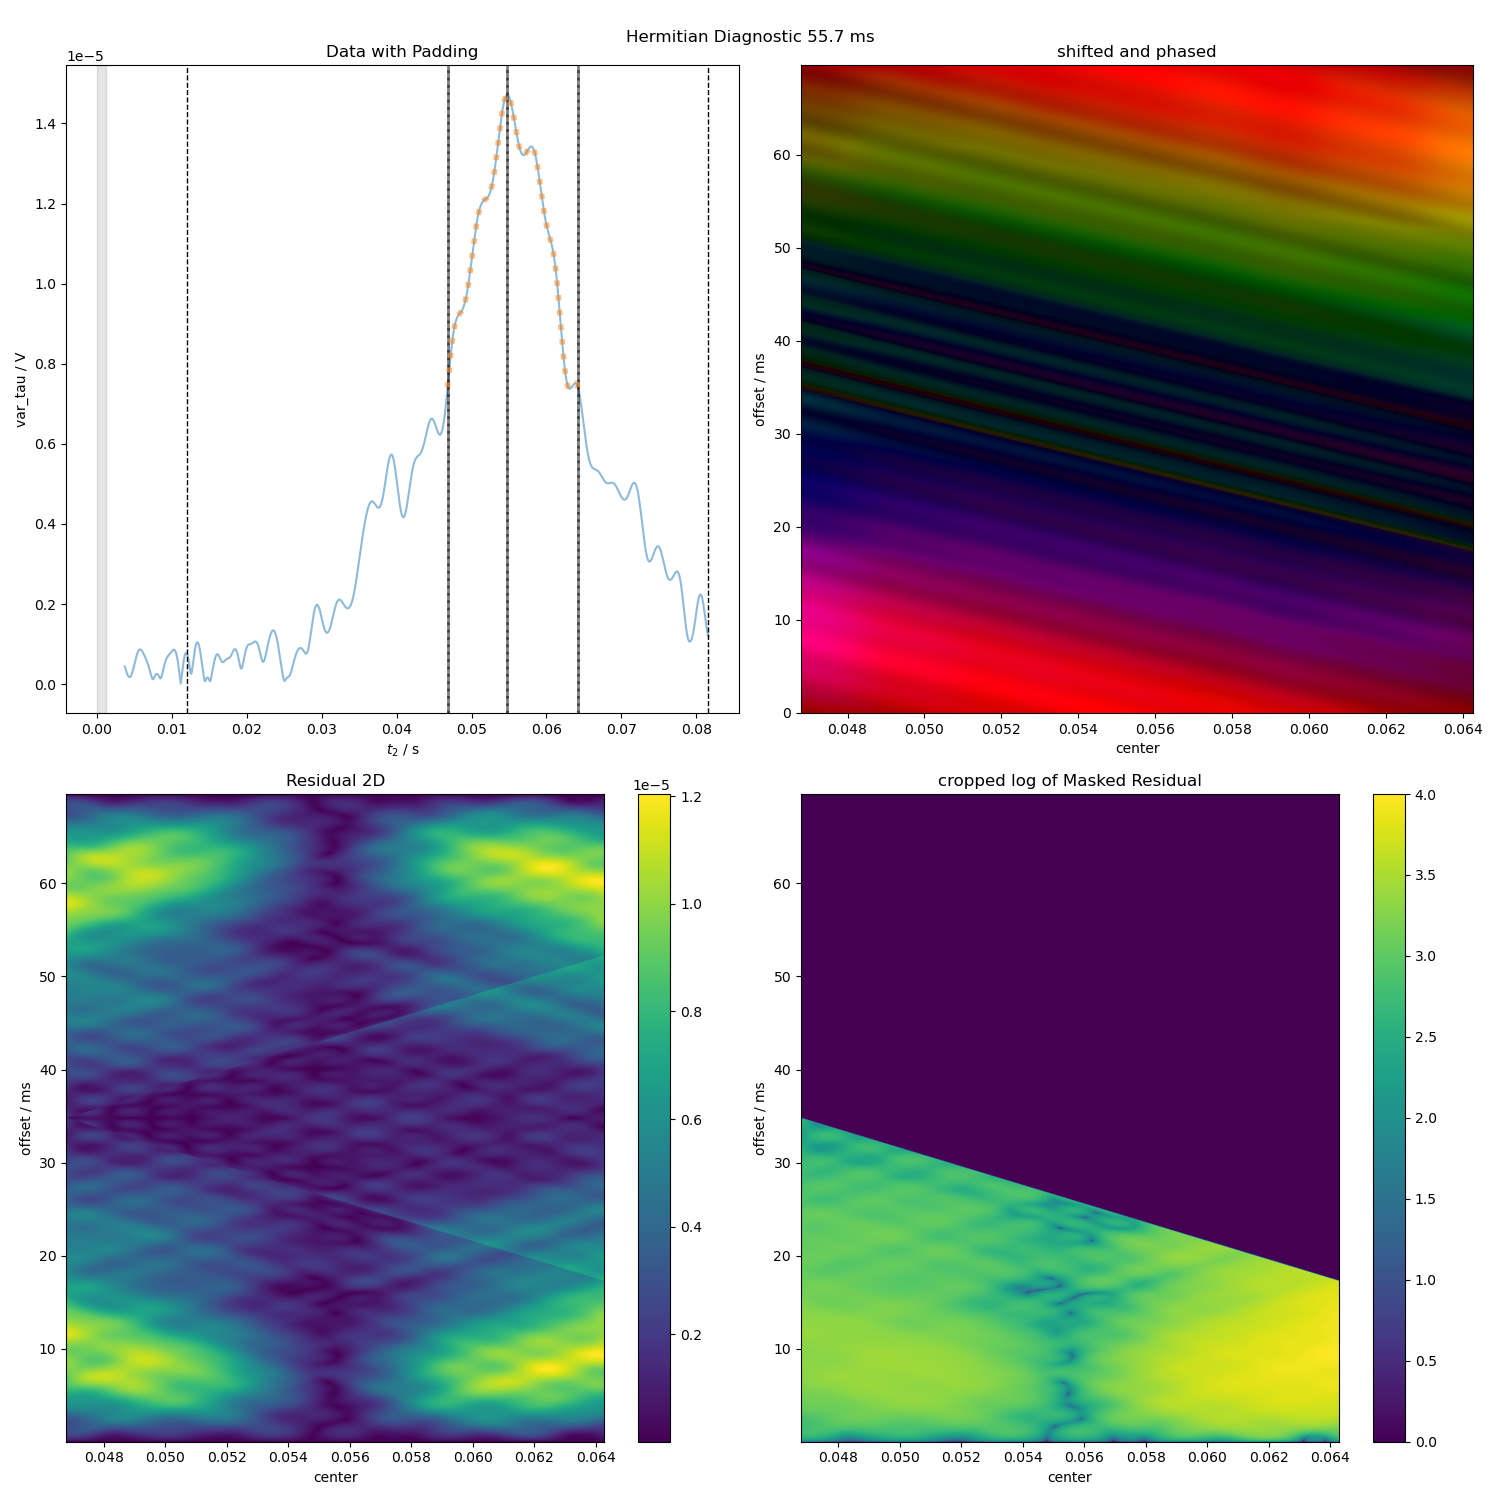 Hermitian Diagnostic 55.7 ms
Data with Padding
1e−5
1.4
1.2
1.0
0.8
0.6
0.4
0.2
0.0
var_tau / V
0.00 0.01 0.02 0.03 0.04 0.05 0.06 0.07 0.08
t2 / s
shifted and phased
60
50
40
30
20
10
0
offset / ms
0.048 0.050 0.052 0.054 0.056 0.058 0.060 0.062 0.064
center
Residual 2D
60
50
40
30
20
10
offset / ms
0.048 0.050 0.052 0.054 0.056 0.058 0.060 0.062 0.064
center
1e−5
1.2
1.0
0.8
0.6
0.4
0.2
cropped log of Masked Residual
60
50
40
30
20
10
offset / ms
0.048 0.050 0.052 0.054 0.056 0.058 0.060 0.062 0.064
center
4.0
3.5
3.0
2.5
2.0
1.5
1.0
0.5
0.0